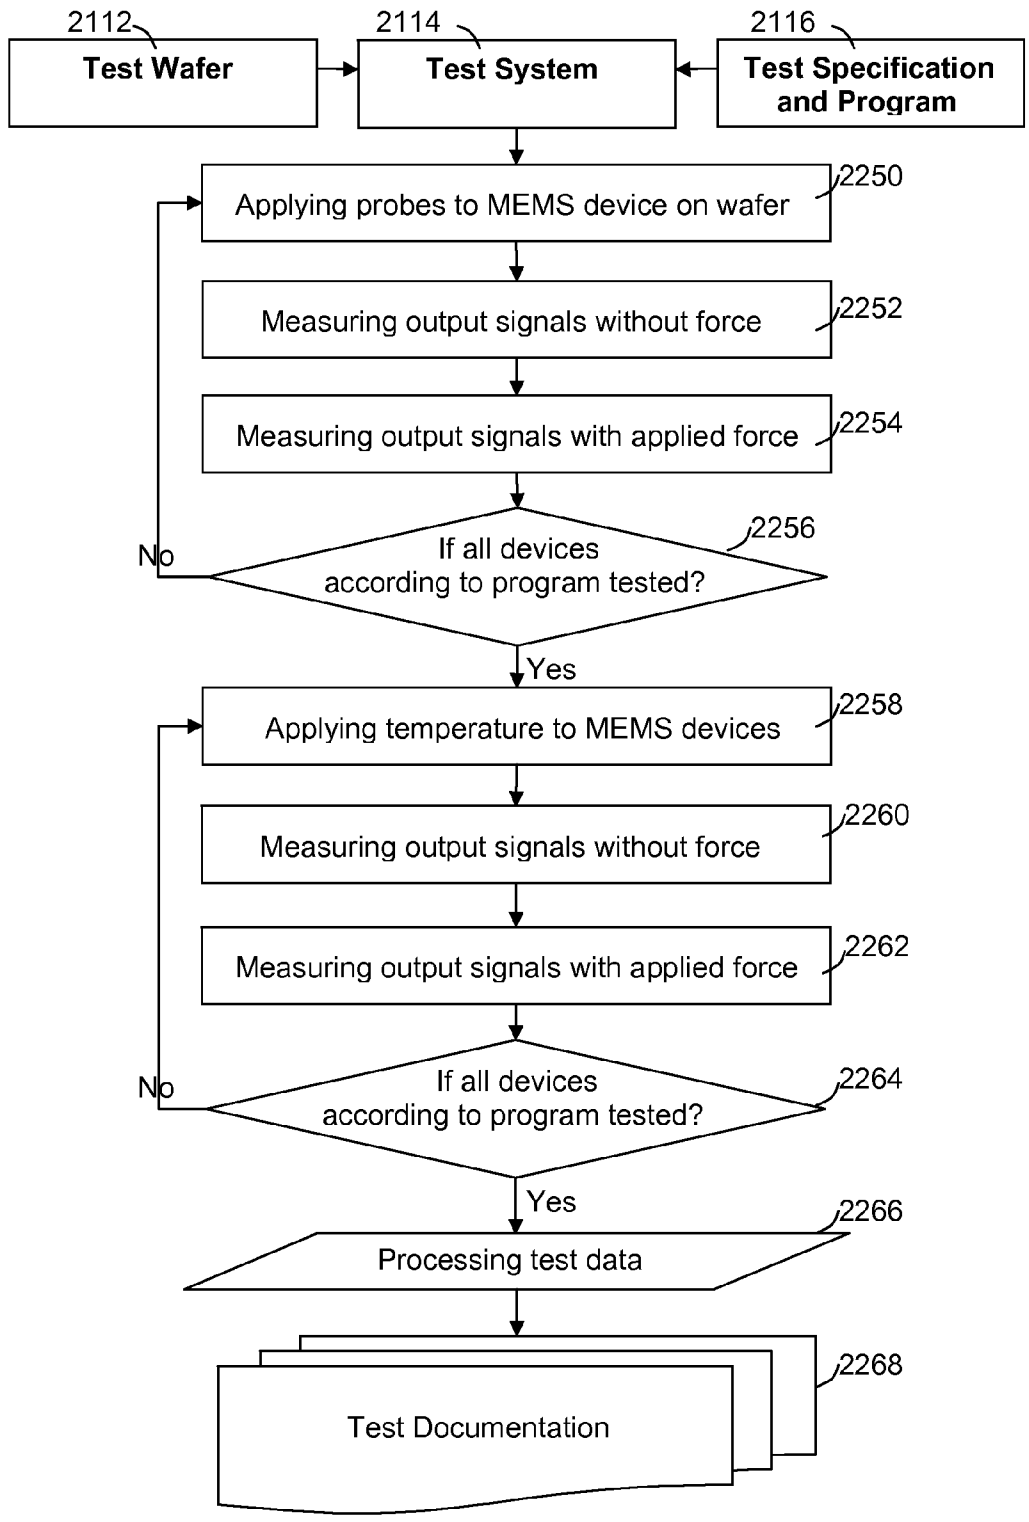 2112
2114
2116
Test Wafer
Test System
Test Specification
and Program
2250
Applying probes to MEMS device on wafer
2252
Measuring output signals without force
2254
Measuring output signals with applied force
2256
If all devices
according to program tested?
No
Yes
2258
Applying temperature to MEMS devices
2260
Measuring output signals without force
2262
Measuring output signals with applied force
2264
If all devices
according to program tested?
No
Yes
2266
Processing test data
2268
Test Documentation